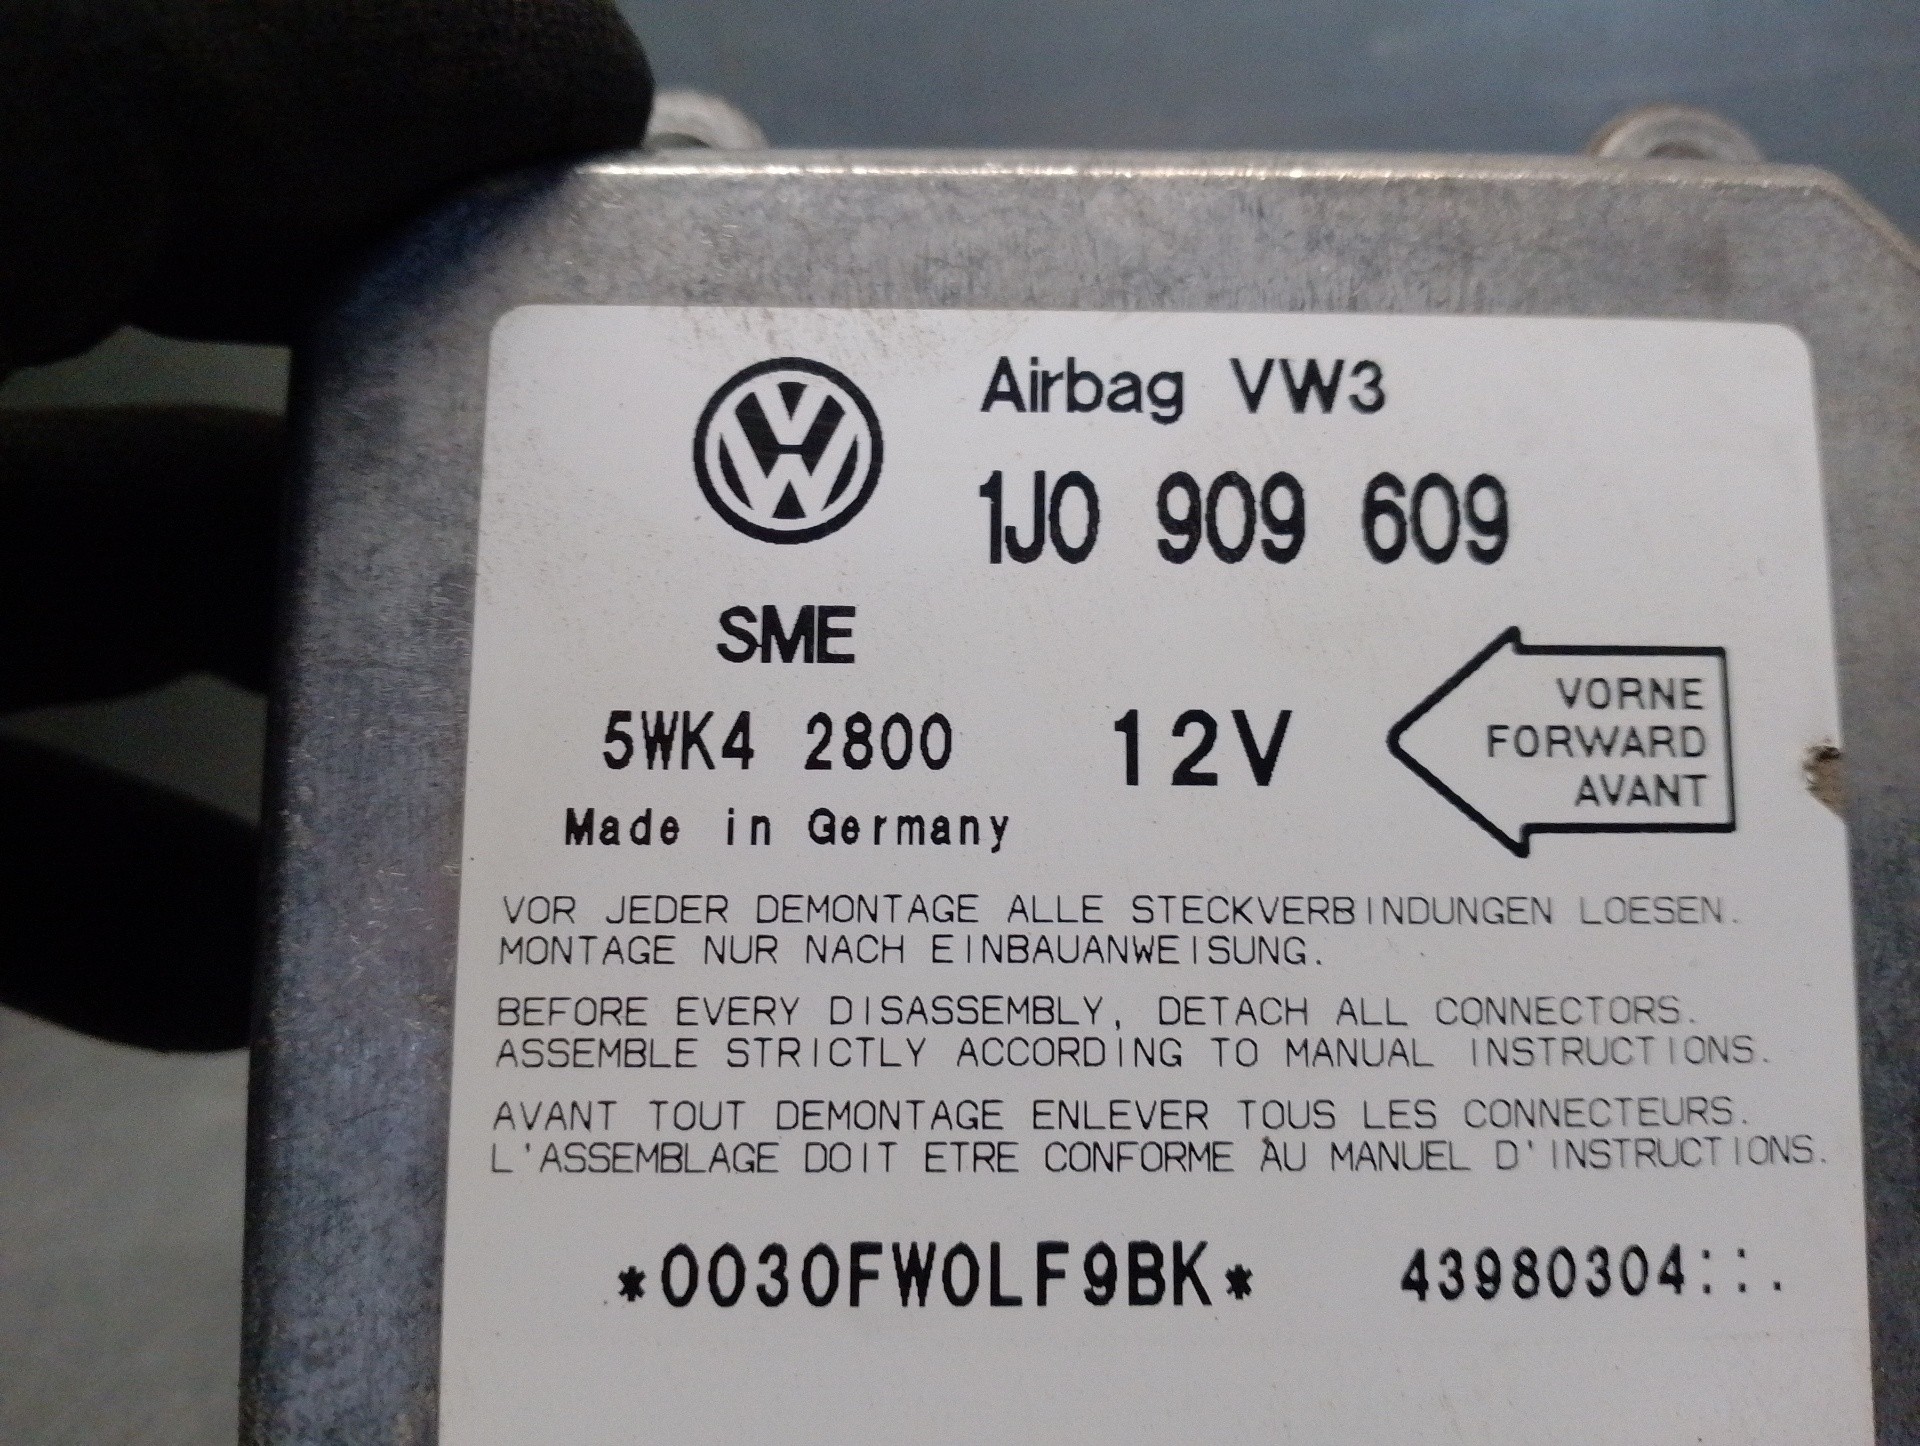 Airbag VW3
1J0 909 609
SME
5WK4 2800
12V
Made in Germany
VORNE
FORWARD
AVANT
VOR JEDER DEMONTAGE ALLE STECKVERBINDUNGEN LOESEN.
MONTAGE NUR NACH EINBAUANWEISUNG.
BEFORE EVERY DISASSEMBLY, DETACH ALL CONNECTORS.
ASSEMBLE STRICTLY ACCORDING TO MANUAL INSTRUCTIONS.
AVANT TOUT DEMONTAGE ENLEVER TOUS LES CONNECTEURS.
L'ASSEMBLAGE DOIT ETRE CONFORME AU MANUEL D'INSTRUCTIONS.
*0030FW0LF9BK* 43980304::.